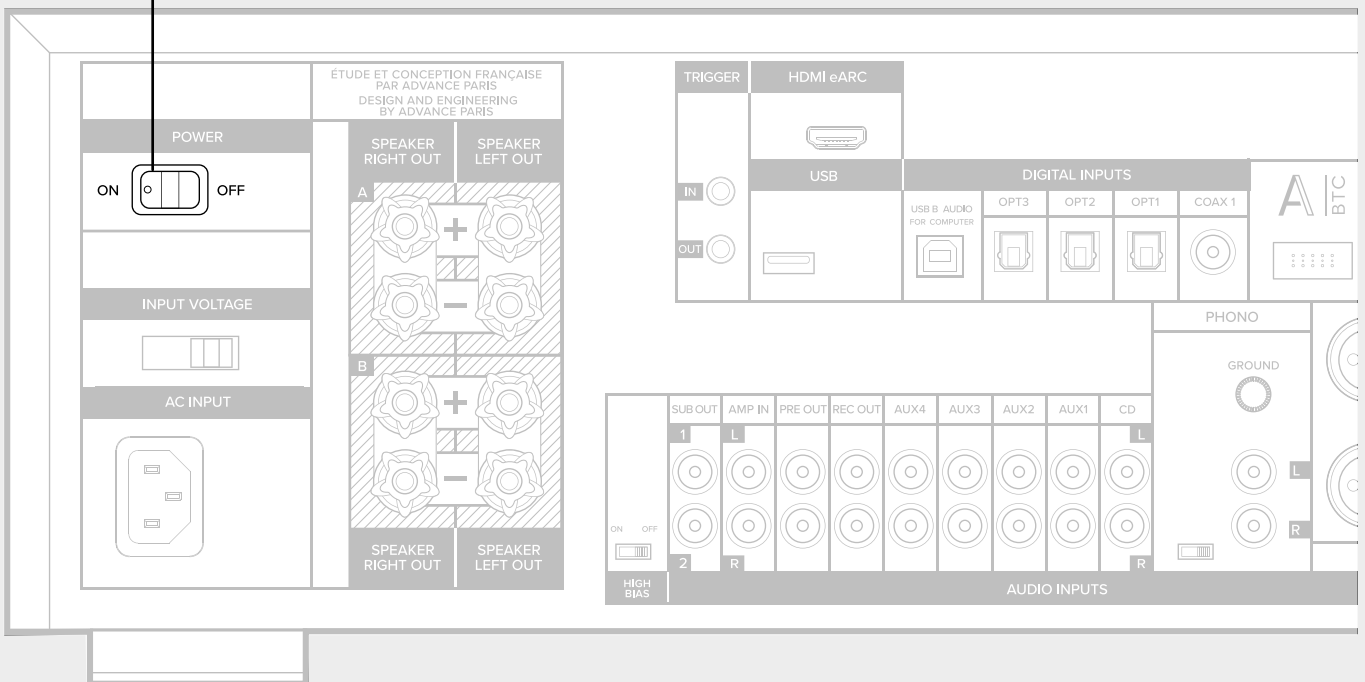 ÉTUDE ET CONCEPTION FRANÇAISE
PAR ADVANCE PARIS
DESIGN AND ENGINEERING
BY ADVANCE PARIS
POWER
ON
OFF
INPUT VOLTAGE
AC INPUT
SPEAKER
RIGHT OUT
SPEAKER
LEFT OUT
A
+
−
B
+
−
SPEAKER
RIGHT OUT
SPEAKER
LEFT OUT
TRIGGER
IN
OUT
HDMI eARC
USB
DIGITAL INPUTS
USB B AUDIO
FOR COMPUTER
OPT3
OPT2
OPT1
COAX 1
A
BTC
PHONO
GROUND
L
R
SUB OUT
AMP IN
PRE OUT
REC OUT
AUX4
AUX3
AUX2
AUX1
CD
1
L
L
ON
OFF
2
R
R
HIGH
BIAS
AUDIO INPUTS